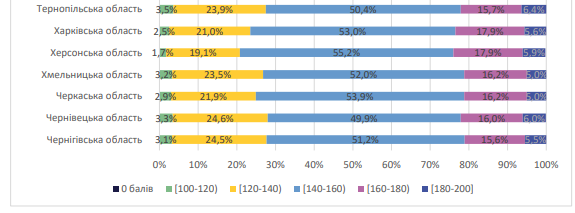 Тернопільська область 3,5% 23,9% 50,4% 15,7% 6,4%
Харківська область 2,5% 21,0% 53,0% 17,9% 5,6%
Херсонська область 1,7% 19,1% 55,2% 17,9% 5,9%
Хмельницька область 3,2% 23,5% 52,0% 16,2% 5,0%
Черкаська область 2,9% 21,9% 53,9% 16,2% 5,0%
Чернівецька область 3,3% 24,6% 49,9% 16,0% 6,0%
Чернігівська область 3,1% 24,5% 51,2% 15,6% 5,5%
0% 10% 20% 30% 40% 50% 60% 70% 80% 90% 100%
0 балів [100-120) [120-140) [140-160) [160-180) [180-200]